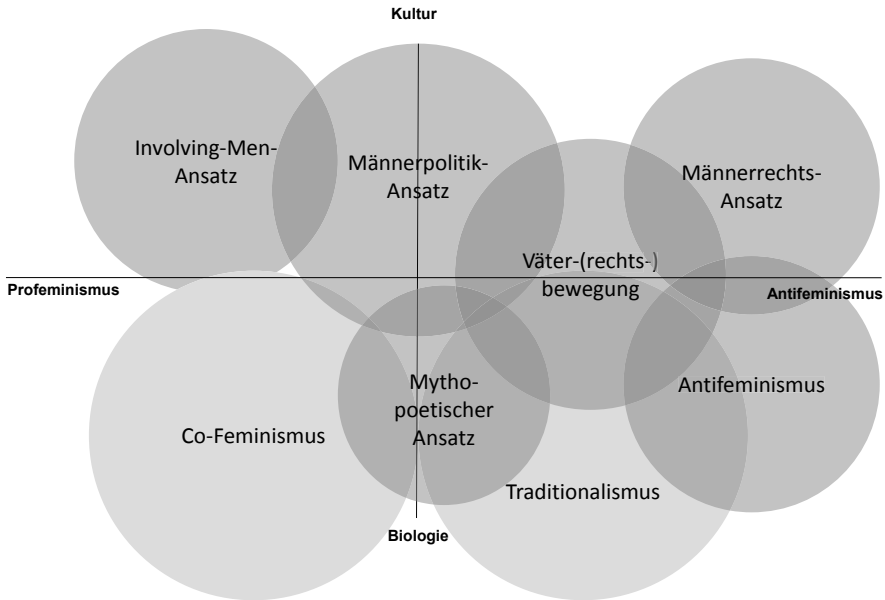 Kultur
Involving-Men-
Ansatz
Männerpolitik-
Ansatz
Männerrechts-
Ansatz
Väter-(rechts-)
bewegung
Profeminismus
Antifeminismus
Mytho-
poetischer
Ansatz
Antifeminismus
Co-Feminismus
Traditionalismus
Biologie